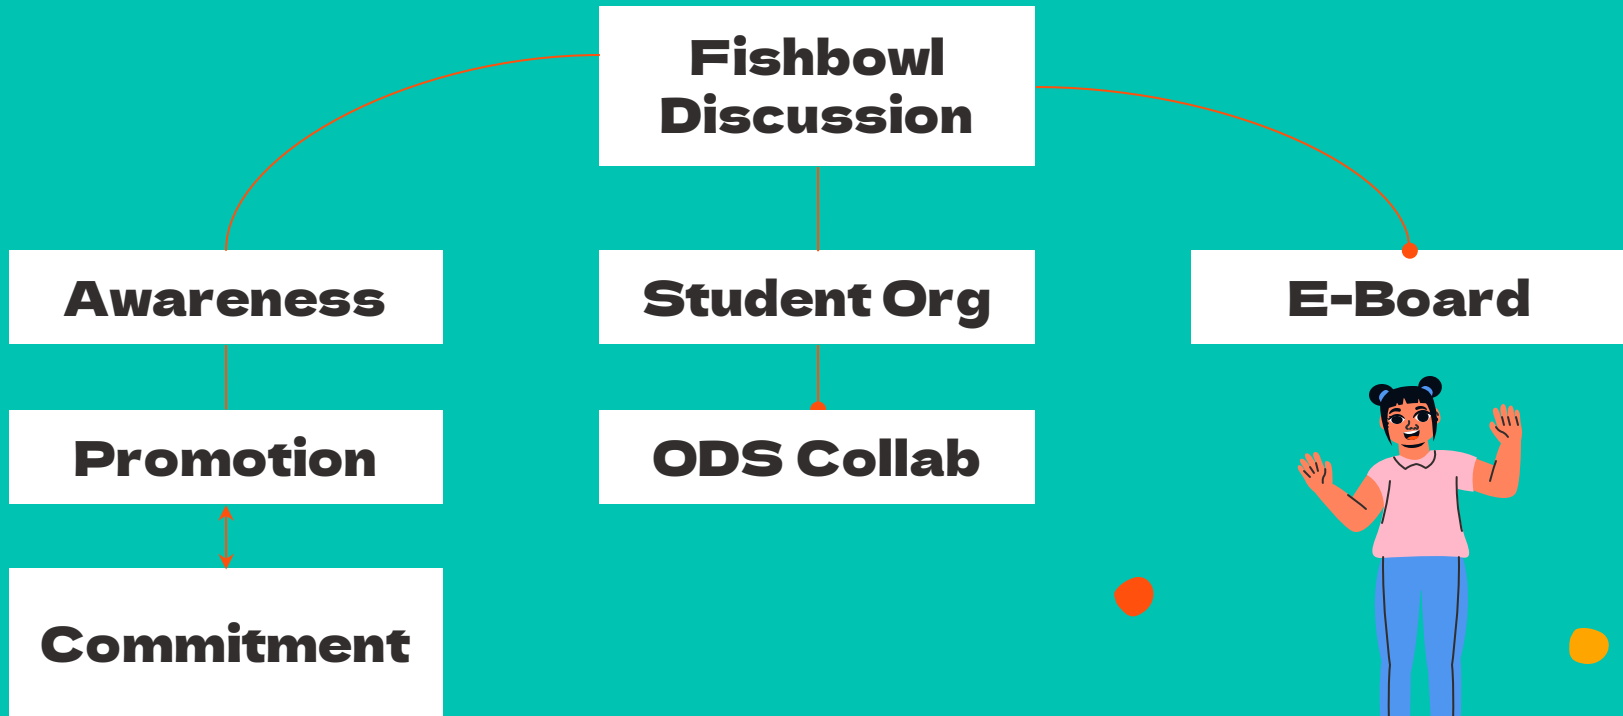 Fishbowl
Discussion
Awareness
Student Org
E-Board
Promotion
ODS Collab
Commitment